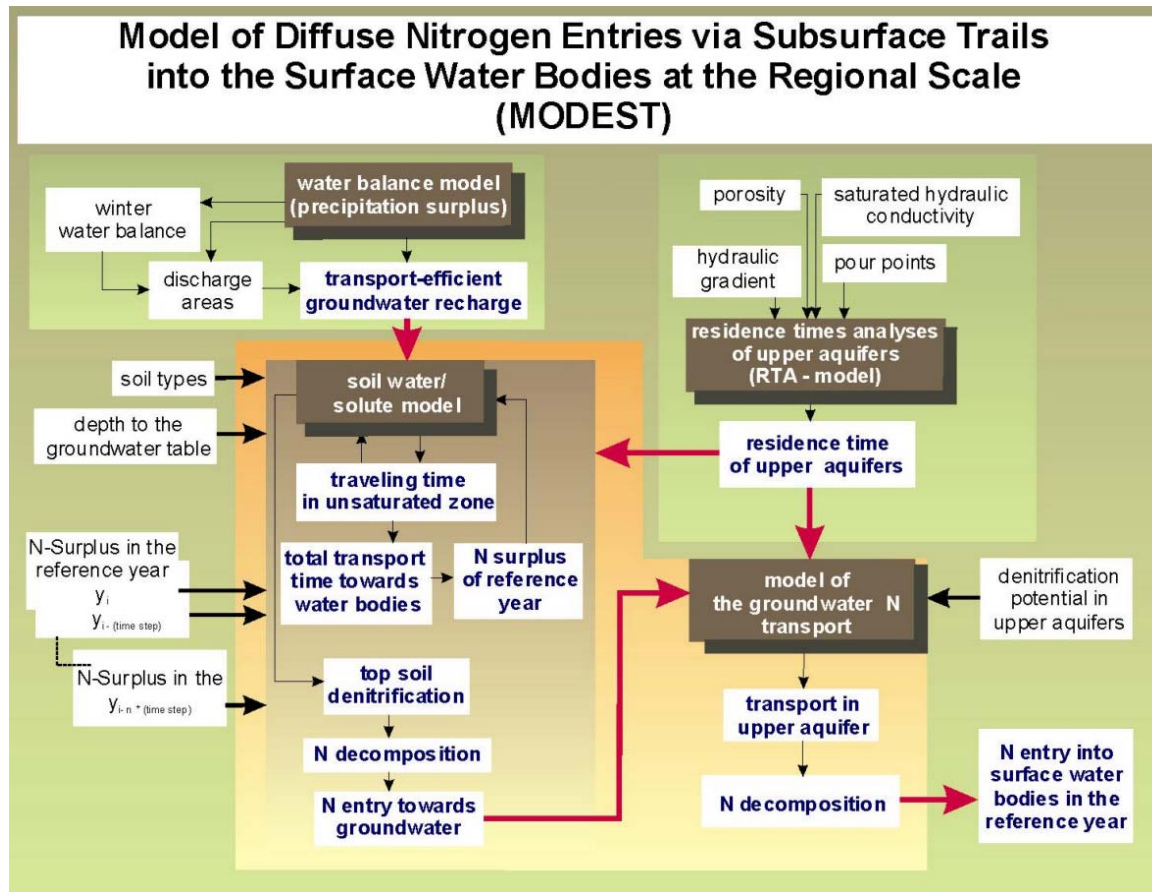 Model of Diffuse Nitrogen Entries via Subsurface Trails
into the Surface Water Bodies at the Regional Scale
(MODEST)
water balance model
(precipitation surplus)
winter
water balance
discharge
areas
transport-efficient
groundwater recharge
porosity
saturated hydraulic
conductivity
hydraulic
gradient
pour points
residence times analyses
of upper aquifers
(RTA - model)
residence time
of upper aquifers
soil types
depth to the
groundwater table
soil water/
solute model
traveling time
in unsaturated zone
total transport
time towards
water bodies
N surplus
of reference
year
N-Surplus in the
reference year
y i
y i - (time step)
N-Surplus in the
y i- n * (time step)
top soil
denitrification
N decomposition
N entry towards
groundwater
model of
the groundwater N
transport
denitrification
potential in
upper aquifers
transport in
upper aquifer
N decomposition
N entry into
surface water
bodies in the
reference year